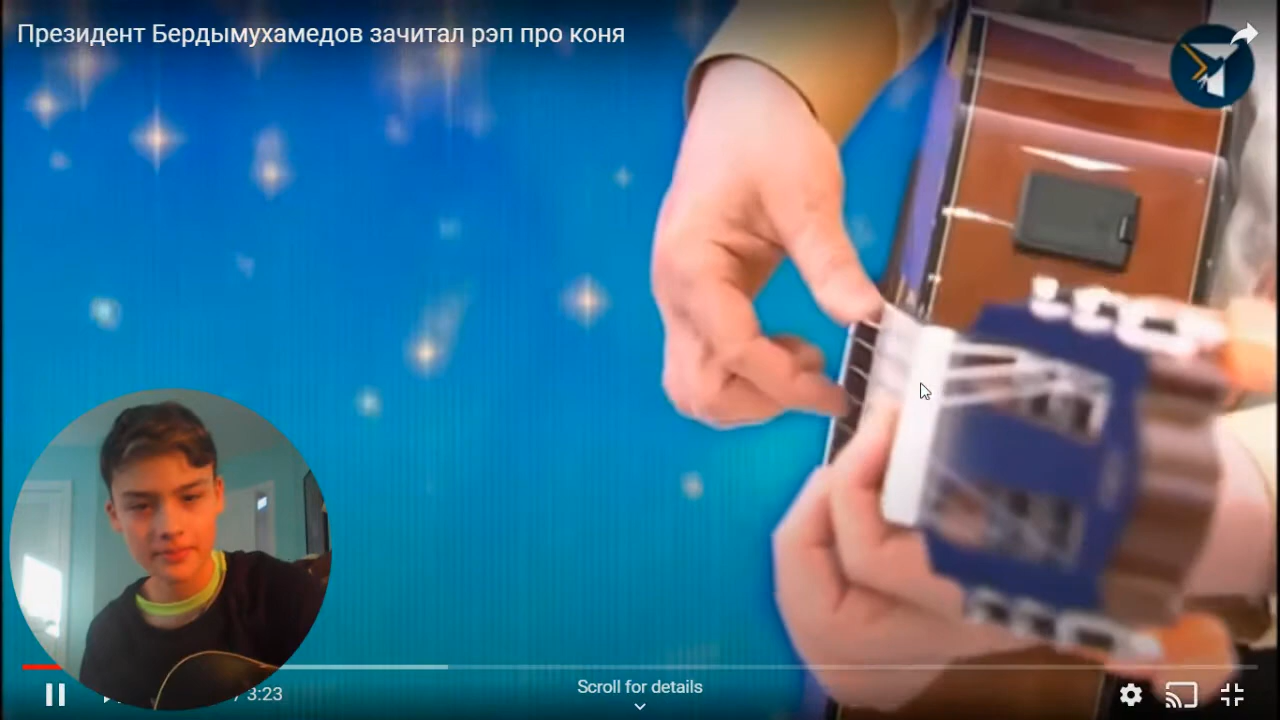 Президент Бердымухамедов зачитал рэп про коня
/ 3:23
Scroll for details